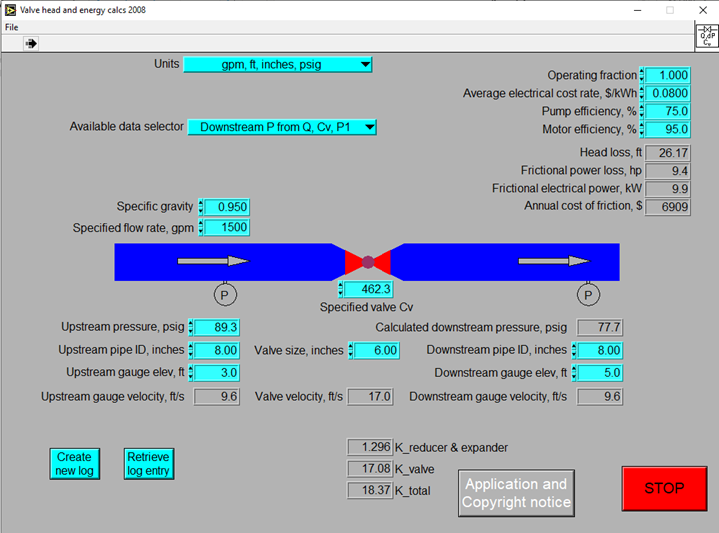 Valve head and energy calcs 2008
File
Q, dP
Cv
Units
gpm, ft, inches, psig
Operating fraction 1.000
Average electrical cost rate, $/kWh 0.0800
Pump efficiency, % 75.0
Available data selector Downstream P from Q, Cv, P1
Motor efficiency, % 95.0
Head loss, ft 26.17
Frictional power loss, hp 9.4
Frictional electrical power, kW 9.9
Annual cost of friction, $ 6909
Specific gravity 0.950
Specified flow rate, gpm 1500
P
462.3
P
Specified valve Cv
Upstream pressure, psig 89.3
Calculated downstream pressure, psig 77.7
Upstream pipe ID, inches 8.00
Valve size, inches 6.00
Downstream pipe ID, inches 8.00
Upstream gauge elev, ft 3.0
Downstream gauge elev, ft 5.0
Upstream gauge velocity, ft/s 9.6
Valve velocity, ft/s 17.0
Downstream gauge velocity, ft/s 9.6
Create
new log
Retrieve
log entry
1.296 K_reducer & expander
17.08 K_valve
18.37 K_total
Application and
Copyright notice
STOP